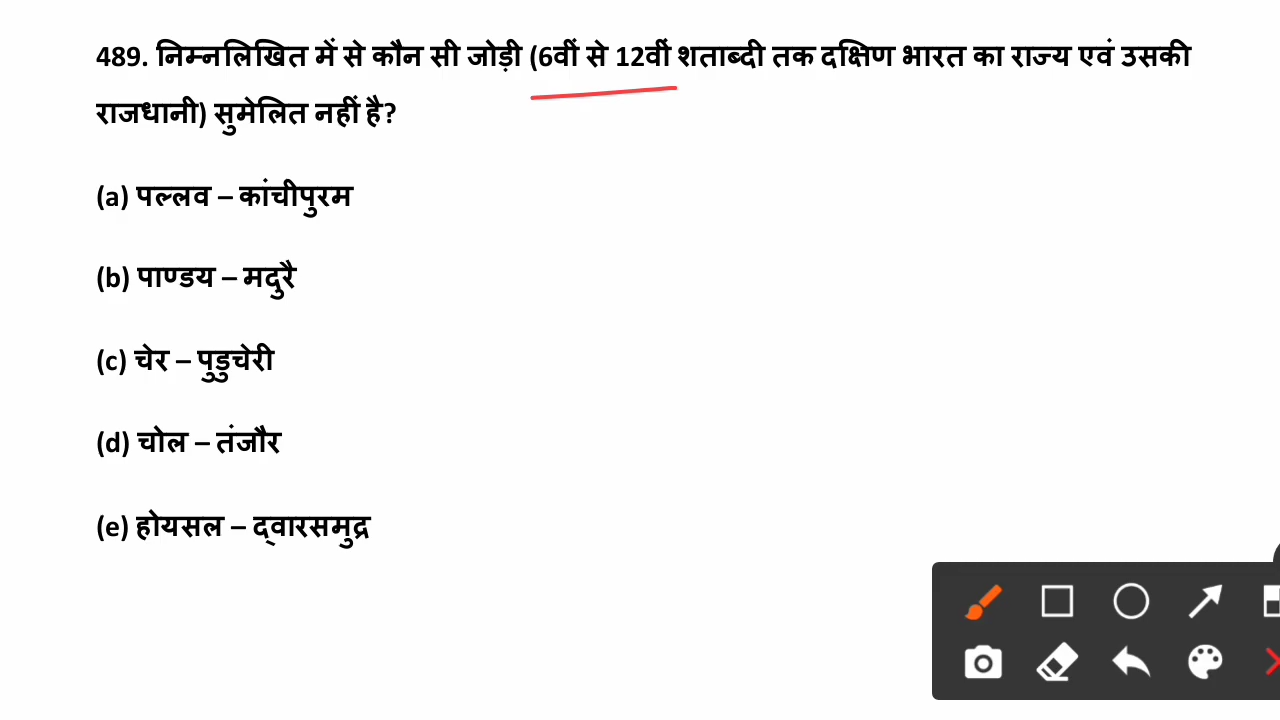 489. निम्नलिखित में से कौन सी जोड़ी (6वीं से 12वीं शताब्दी तक दक्षिण भारत का राज्य एवं उसकी
राजधानी) सुमेलित नहीं है?
(a) पल्लव – कांचीपुरम
(b) पाण्डय – मदुरै
(c) चेर – पुडुचेरी
(d) चोल – तंजौर
(e) होयसल – द्वारसमुद्र